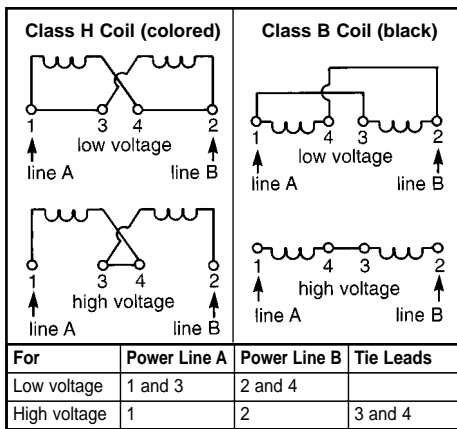 Class H Coil (colored)
1 3 4 2
low voltage
line A line B
1 3 4 2
high voltage
line A line B
Class B Coil (black)
1 4 3 2
low voltage
line A line B
1 4 3 2
high voltage
line A line B
For Power Line A Power Line B Tie Leads
Low voltage 1 and 3 2 and 4
High voltage 1 2 3 and 4